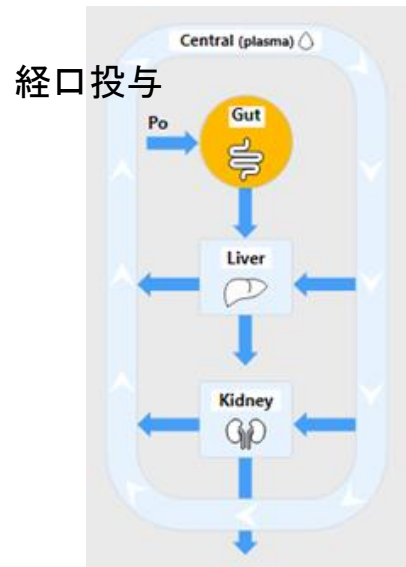 Central (plasma)
経口投与
Po
Gut
Liver
Kidney